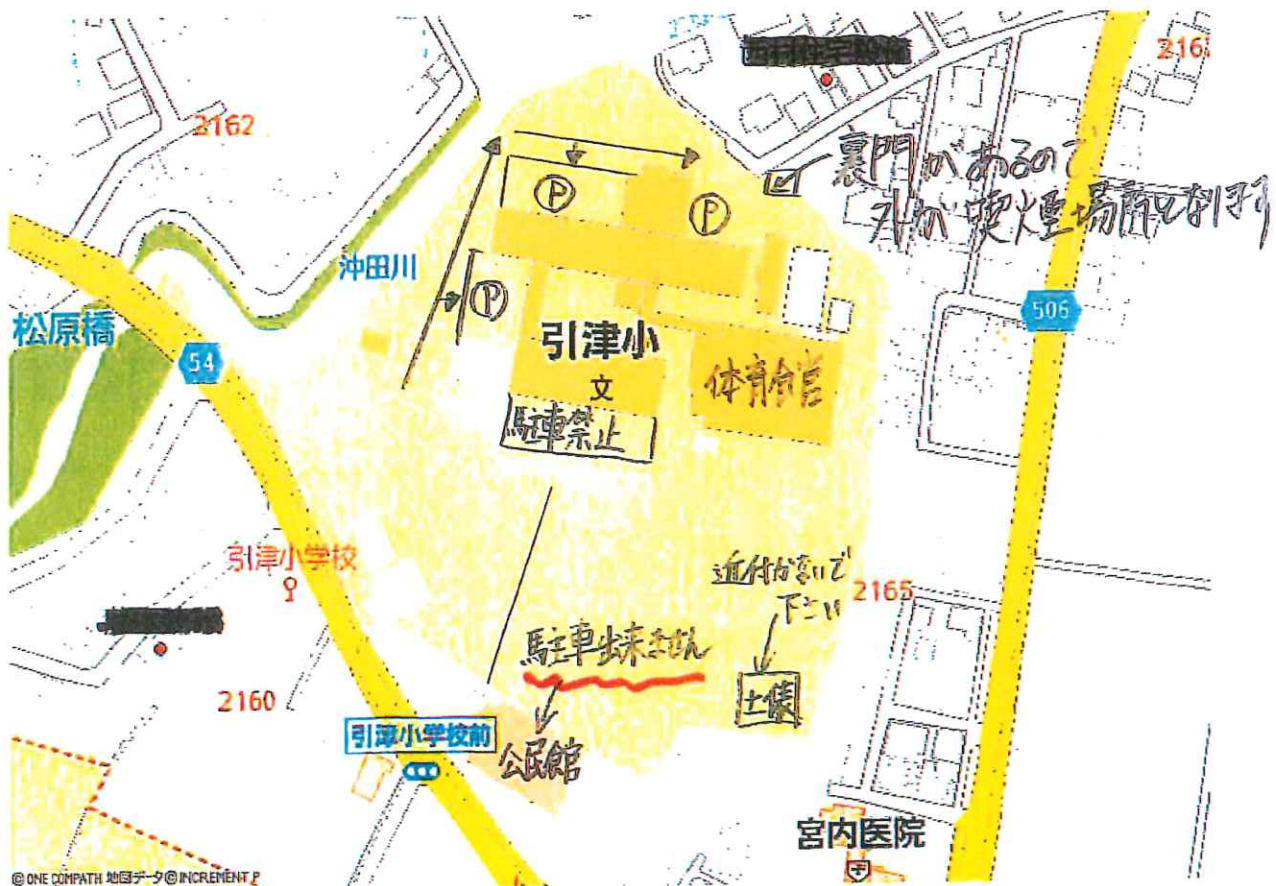 2162
216
裏門があるので
外が喫煙場所となります
Ⓟ
Ⓟ
沖田川
Ⓟ
506
松原橋
54
引津小
文
体育館
駐車禁止
引津小学校
近付かないで
下さい
2165
駐車出来ません
土俵
2160
引津小学校前
公民館
宮内医院
© ONE COMPATH 地図データ© INCREMENT P